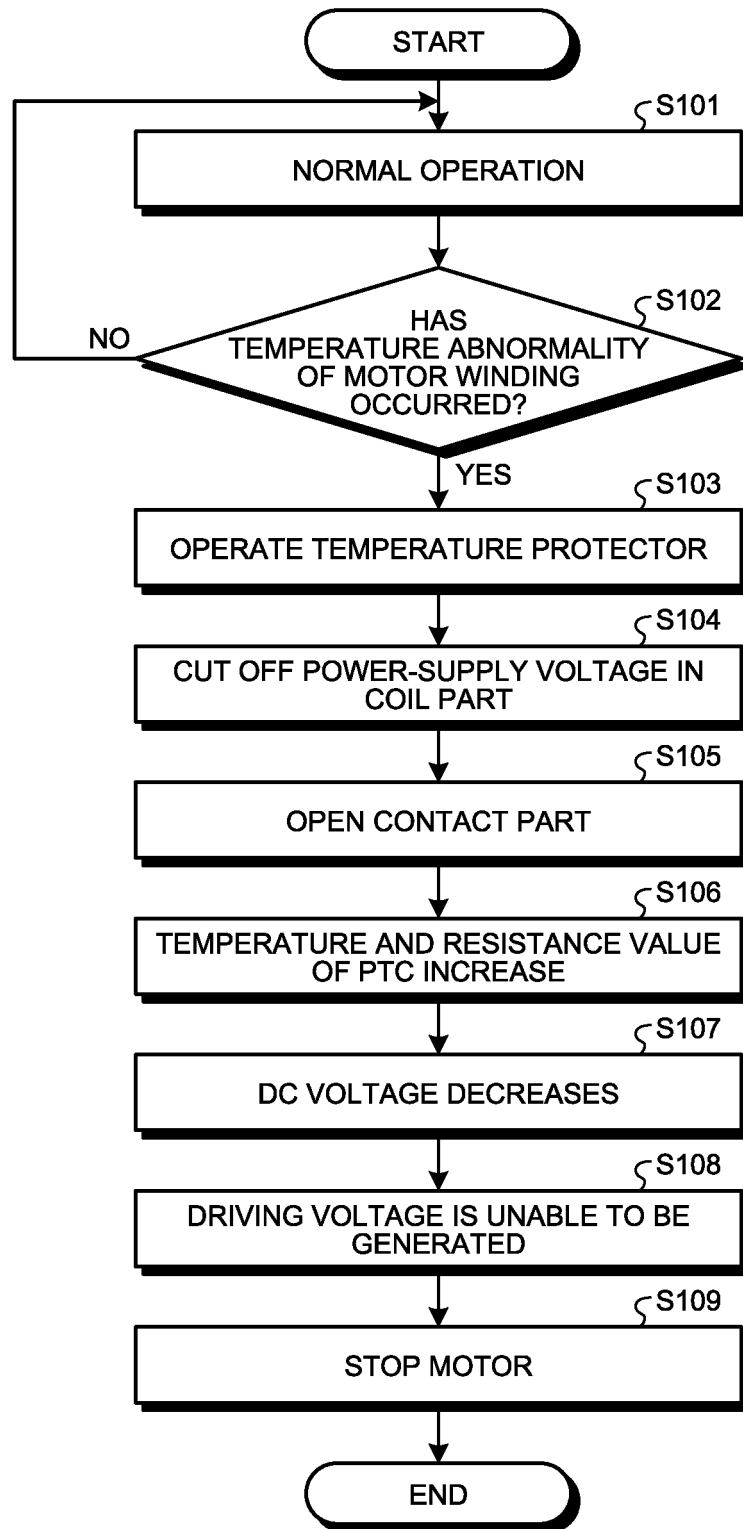 START
S101
NORMAL OPERATION
S102
HAS
TEMPERATURE ABNORMALITY
OF MOTOR WINDING
OCCURRED?
NO
YES
S103
OPERATE TEMPERATURE PROTECTOR
S104
CUT OFF POWER-SUPPLY VOLTAGE IN
COIL PART
S105
OPEN CONTACT PART
S106
TEMPERATURE AND RESISTANCE VALUE
OF PTC INCREASE
S107
DC VOLTAGE DECREASES
S108
DRIVING VOLTAGE IS UNABLE TO BE
GENERATED
S109
STOP MOTOR
END